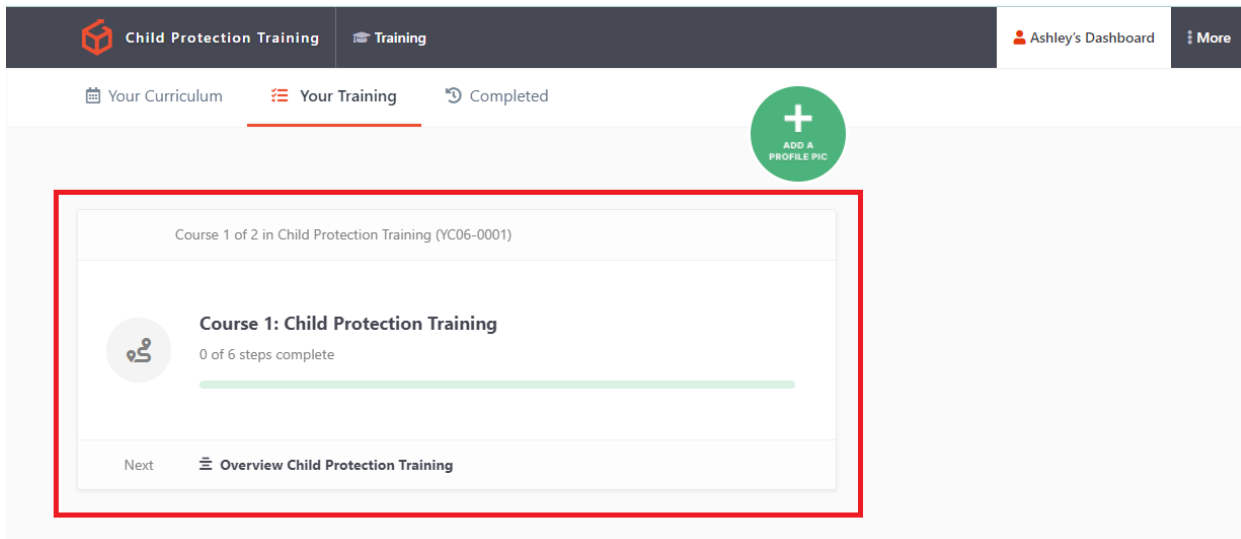 Child Protection Training
Training
Ashley's Dashboard
More
Your Curriculum
Your Training
Completed
ADD A
PROFILE PIC
Course 1 of 2 in Child Protection Training (YC06-0001)
Course 1: Child Protection Training
0 of 6 steps complete
Next
Overview Child Protection Training